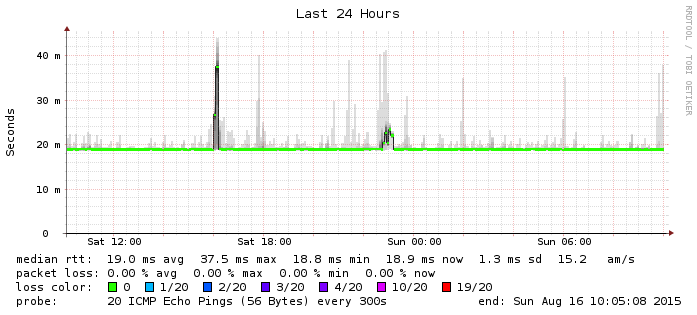 Last 24 Hours
RRDTOOL / TOBI OETIKER
Seconds
40 m
30 m
20 m
10 m
0
Sat 12:00 Sat 18:00 Sun 00:00 Sun 06:00
median rtt: 19.0 ms avg 37.5 ms max 18.8 ms min 18.9 ms now 1.3 ms sd 15.2 am/s
packet loss: 0.00 % avg 0.00 % max 0.00 % min 0.00 % now
loss color: 0 1/20 2/20 3/20 4/20 10/20 19/20
probe: 20 ICMP Echo Pings (56 Bytes) every 300s end: Sun Aug 16 10:05:08 2015